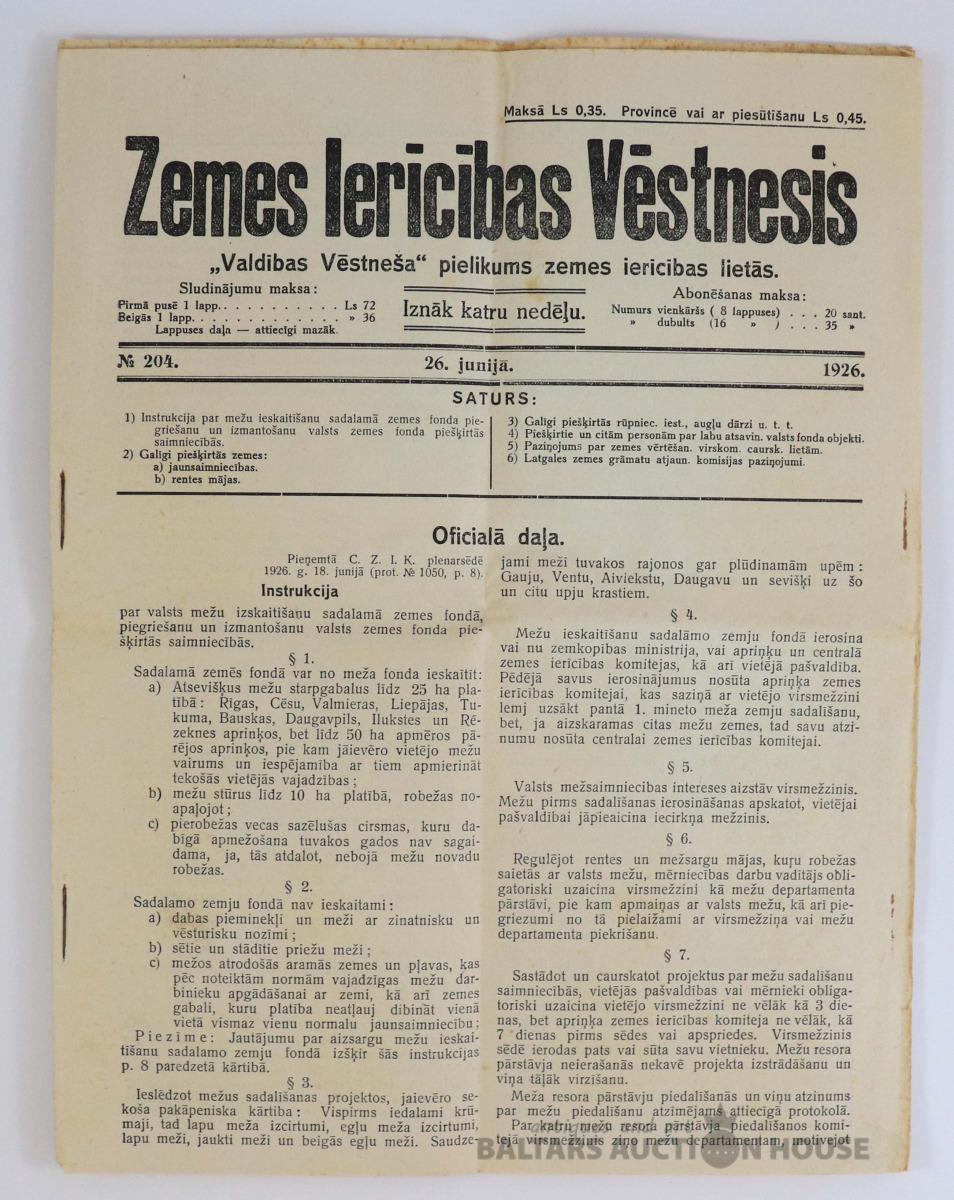 Maksā Ls 0,35. Provincē vai ar piesūtīšanu Ls 0,45.
Zemes Ierīcības Vēstnesis
„Valdības Vēstneša“ pielikums zemes ierīcības lietās.
Sludinājumu maksa:
Pirmā pusē 1 lapp. . . . . . . . . . . Ls 72
Beigās 1 lapp. . . . . . . . . . . . . . » 36
Lappuses daļa — attiecīgi mazāk.
Iznāk katru nedēļu.
Abonēšanas maksa:
Numurs vienkāršs ( 8 lappuses) . . . 20 sant.
» dubults (16 » ) . . . 35 »
№ 204. 26. junijā. 1926.
SATURS:
1) Instrukcija par mežu ieskaitīšanu sadalamā zemes fonda pie-
griešanu un izmantošanu valsts zemes fonda piešķirtās
saimniecībās.
2) Galīgi piešķirtās zemes:
a) jaunsaimniecības.
b) rentes mājas.
3) Galīgi piešķirtās rūpniec. iest., augļu dārzi u. t. t.
4) Piešķirtie un citām personām par labu atsavin. valsts fonda objekti.
5) Paziņojums par zemes vērtēšan. virskom. caursk. lietām.
6) Latgales zemes grāmatu atjaun. komisijas paziņojumi.
Oficialā daļa.
Pieņemtā C. Z. I. K. plenarsēdē
1926. g. 18. junijā (prot. № 1050, p. 8).
Instrukcija
par valsts mežu izskaitīšanu sadalamā zemes fondā,
piegriešanu un izmantošanu valsts zemes fonda pie-
šķirtās saimniecībās.
§ 1.
Sadalamā zemēs fondā var no meža fonda ieskaitīt:
a) Atsevišķus mežu starpgabalus līdz 25 ha pla-
tībā: Rīgas, Cēsu, Valmieras, Liepājas, Tu-
kuma, Bauskas, Daugavpils, Ilukstes un Rē-
zeknes apriņķos, bet līdz 50 ha apmēros pā-
rējos apriņķos, pie kam jāievēro vietējo mežu
vairums un iespējamība ar tiem apmierināt
tekošās vietējās vajadzības;
b) mežu stūrus līdz 10 ha platībā, robežas no-
apaļojot;
c) pierobežas vecas sazēlušas cirsmas, kuru da-
bīgā apmežošana tuvakos gados nav sagai-
dama, ja, tās atdalot, nebojā mežu novadu
robežas.
§ 2.
Sadalamo zemju fondā nav ieskaitami:
a) dabas pieminekļi un meži ar zinatnisku un
vēsturisku nozīmi;
b) sētie un stādītie priežu meži;
c) mežos atrodošās aramās zemes un pļavas, kas
pēc noteiktām normām vajadzīgas mežu dar-
binieku apgādāšanai ar zemi, kā arī zemes
gabali, kuru platība neatļauj dibināt vienā
vietā vismaz vienu normalu jaunsaimniecību;
Piezīme: Jautājumu par aizsargu mežu ieskai-
tīšanu sadalamo zemju fondā izšķir šās instrukcijas
p. 8 paredzetā kārtibā.
§ 3.
Ieslēdzot mežus sadalīšanas projektos, jaievēro se-
koša pakāpeniska kārtiba: Vispirms iedalami krū-
maji, tad lapu meža izcirtumi, egļu meža izcirtumi,
lapu meži, jaukti meži un beigās egļu meži. Saudze-
jami meži tuvakos rajonos gar plūdinamām upēm:
Gauju, Ventu, Aiviekstu, Daugavu un sevišķi uz šo
un citu upju krastiem.
§ 4.
Mežu ieskaitīšanu sadalāmo zemju fondā ierosina
vai nu zemkopības ministrija, vai apriņķu un centralā
zemes ierīcības komitejas, kā arī vietējā pašvaldība.
Pēdējā savus ierosinājumus nosūta apriņķa zemes
ierīcības komitejai, kas saziņā ar vietējo virsmežzini
lemj uzsākt pantā 1. mineto meža zemju sadalīšanu,
bet, ja aizskaramas citas mežu zemes, tad savu atzi-
numu nosūta centralai zemes ierīcības komitejai.
§ 5.
Valsts mežsaimniecības intereses aizstāv virsmežzinis.
Mežu pirms sadalīšanas ierosināšanas apskatot, vietējai
pašvaldībai jāpieaicina iecirkņa mežzinis.
§ 6.
Ŗegulējot rentes un mežsargu mājas, kuŗu robežas
saietās ar valsts mežu, mērniecības darbu vadītājs obli-
gatoriski uzaicina virsmežzini kā mežu departamenta
pārstāvi, pie kam apmaiņas ar valsts mežu, kā arī pie-
griezumi no tā pielaižami ar virsmežziņa vai mežu
departamenta piekrišanu.
§ 7.
Sastādot un caurskatot projektus par mežu sadalīšanu
saimniecībās, vietējās pašvaldības vai mērnieki obliga-
toriski uzaicina vietējo virsmežzini ne vēlāk kā 3 die-
nas, bet apriņķa zemes ierīcības komiteja ne vēlāk, kā
7 dienas pirms sēdes vai apspriedes. Virsmežzinis
sēdē ierodas pats vai sūta savu vietnieku. Mežu resora
pārstāvja neierašanās nekavē projekta izstrādāšanu un
viņa tāļāk virzīšanu.
Meža resora pārstāvju piedalīšanās un viņu atzinums
par mežu piedalīšanu atzīmējams attiecīgā protokolā.
Par katru mežu resora pārstāvja piedalīšanos komi-
tejā virsmežzinis ziņo mežu departamentam, motivejot
BALTARS AUCTION HOUSE